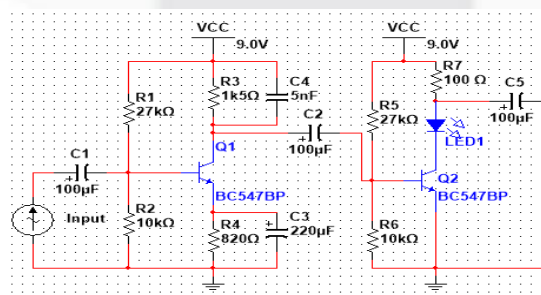 VCC
9.0V
R3
1k5Ω
C4
5nF
R1
27kΩ
C2
100µF
Q1
BC547BP
C1
100µF
Input
R2
10kΩ
R4
820Ω
C3
220µF
VCC
9.0V
R7
100 Ω
C5
100µF
R5
27kΩ
LED1
Q2
BC547BP
R6
10kΩ